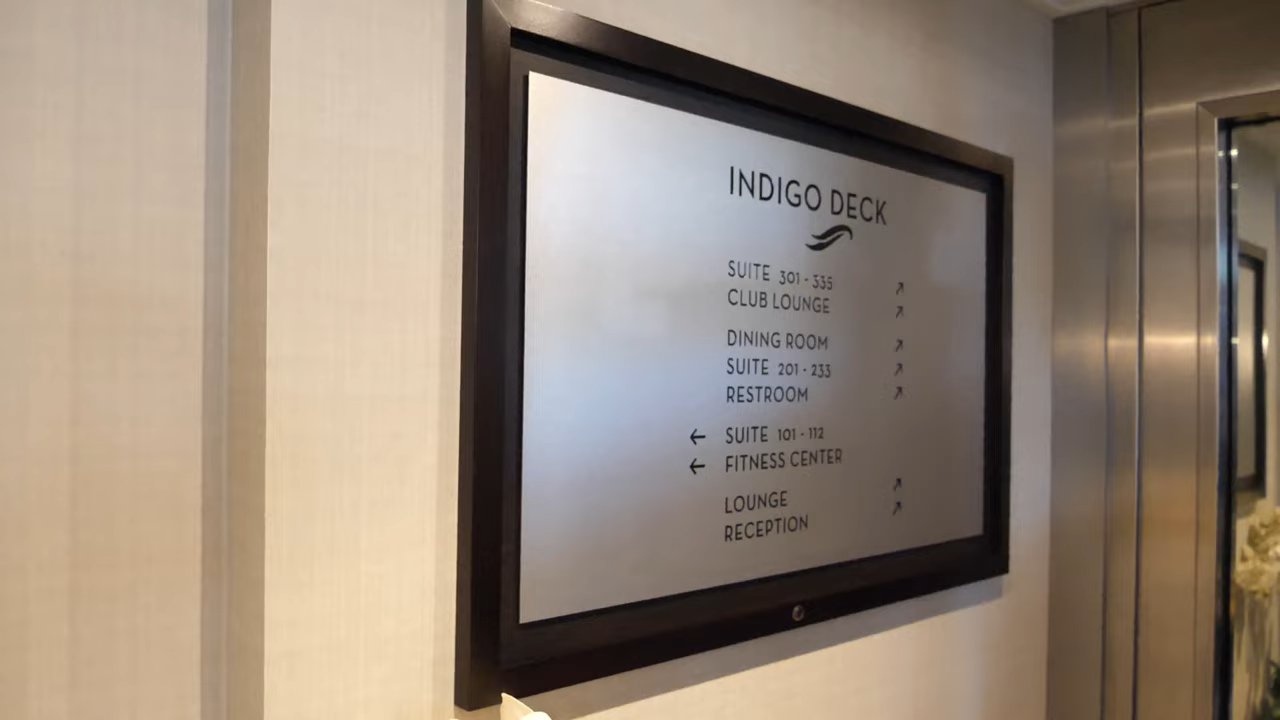 INDIGO DECK
SUITE 301 - 335 ↗
CLUB LOUNGE ↗
DINING ROOM ↗
SUITE 201 - 233 ↗
RESTROOM ↗
← SUITE 101 - 112
← FITNESS CENTER
LOUNGE ↗
RECEPTION ↗